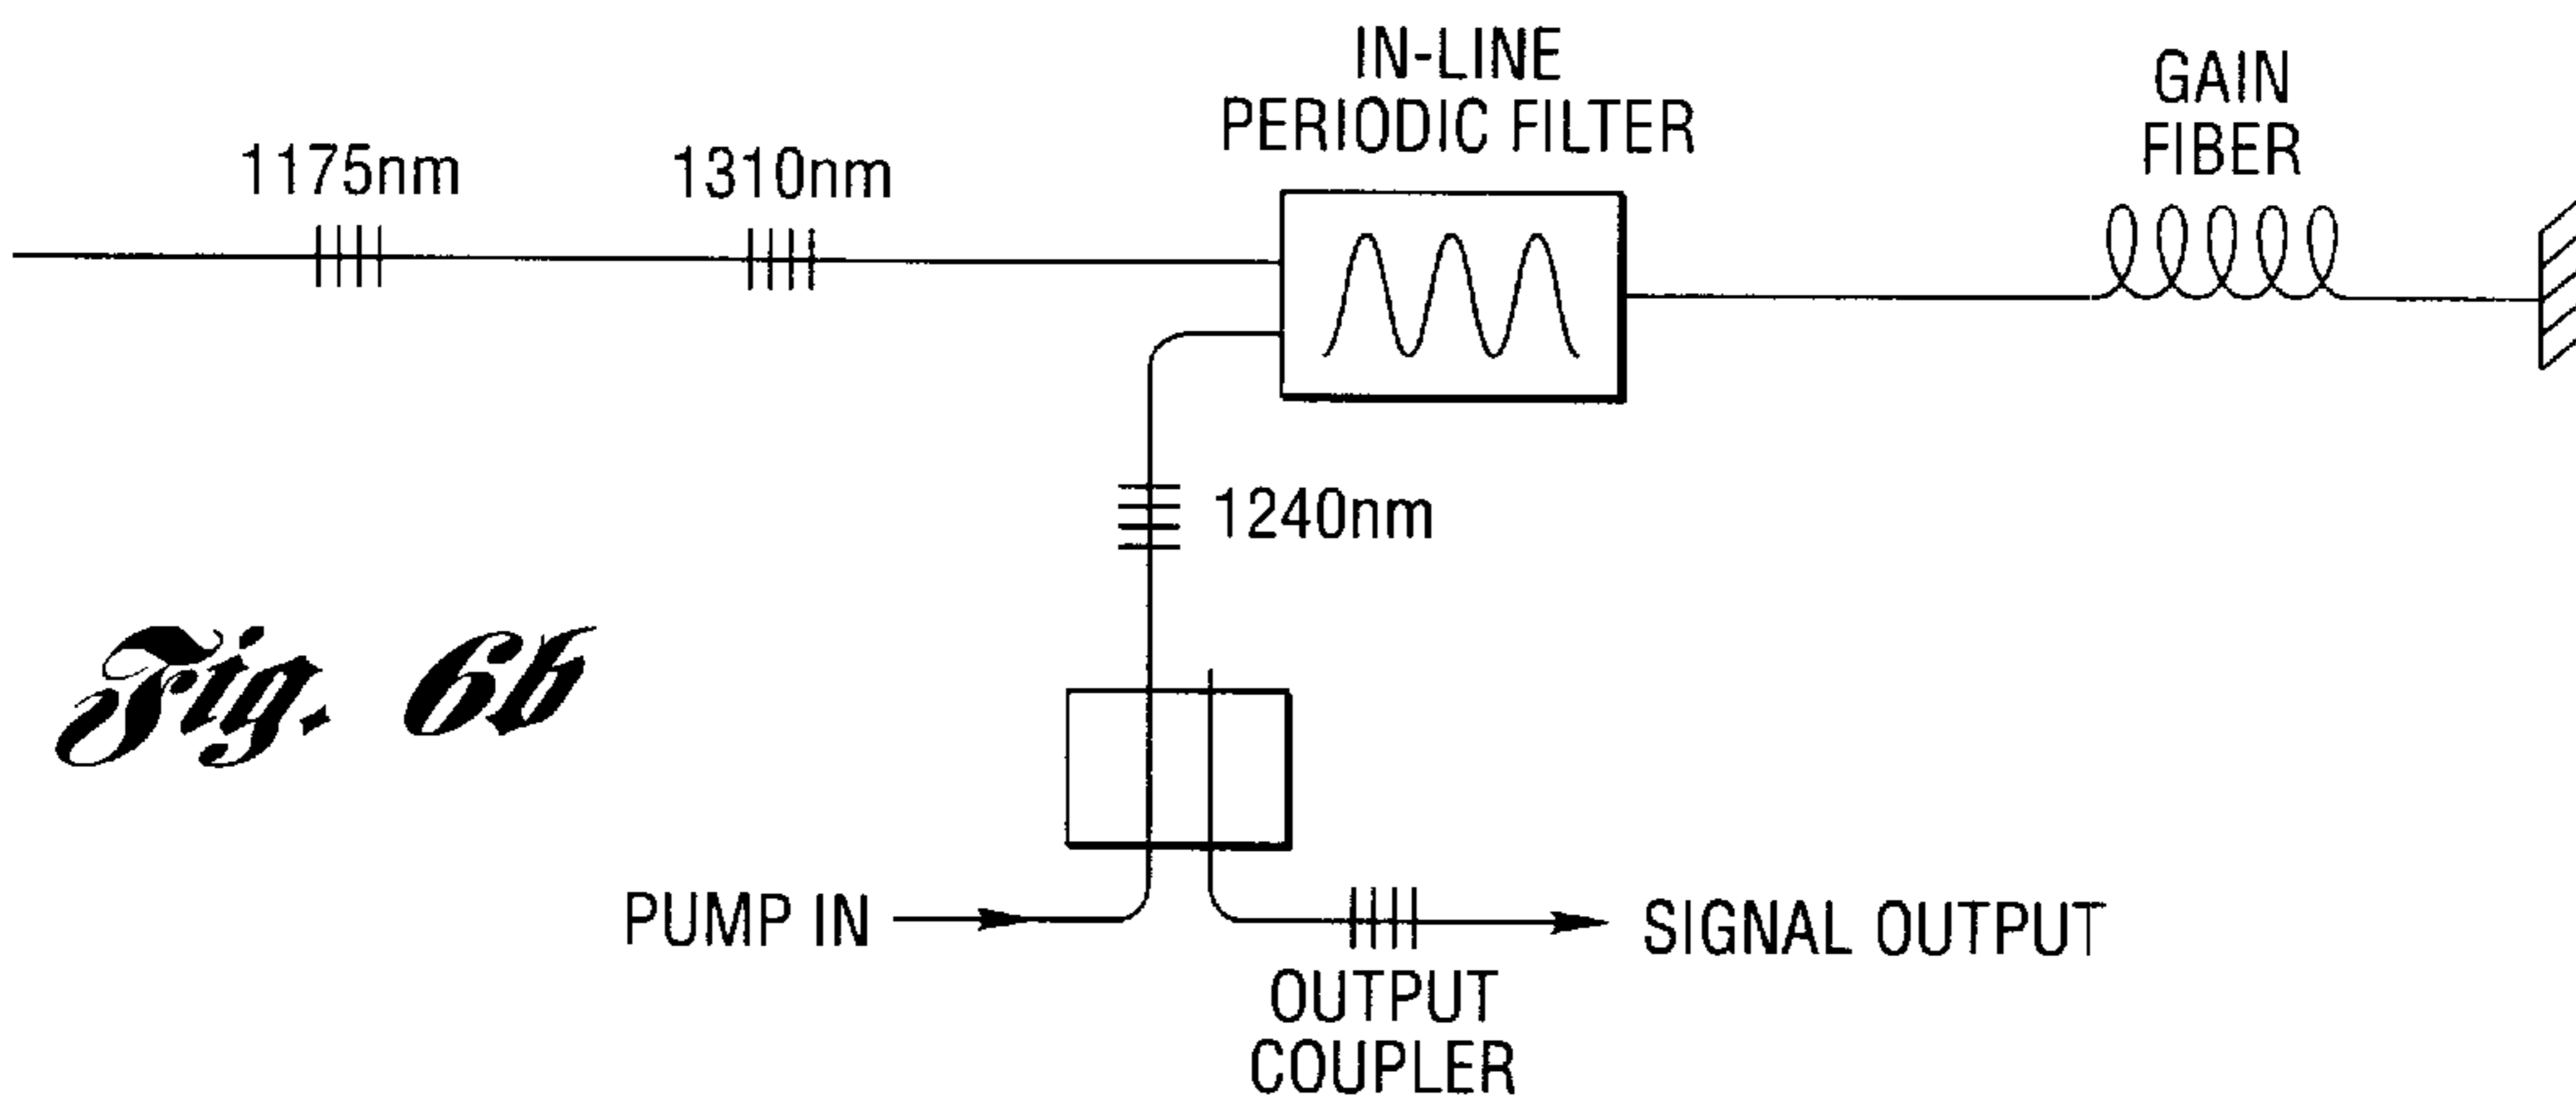 IN-LINE
PERIODIC FILTER
GAIN
FIBER
1175nm
1310nm
1240nm
Fig. 6b
PUMP IN
SIGNAL OUTPUT
OUTPUT
COUPLER